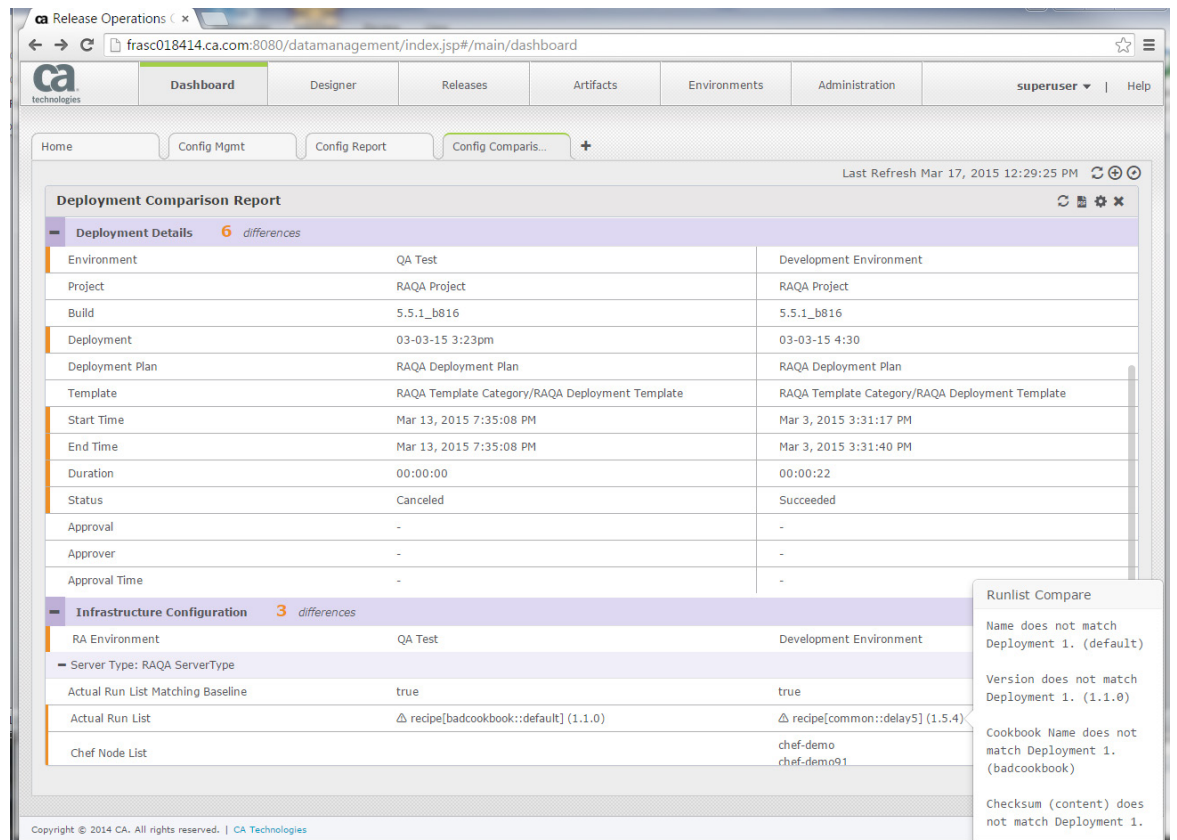 ca Release Operations C ×
frasc018414.ca.com:8080/datamanagement/index.jsp#/main/dashboard
ca technologies Dashboard Designer Releases Artifacts Environments Administration superuser | Help
Home Config Mgmt Config Report Config Comparis... +
Last Refresh Mar 17, 2015 12:29:25 PM
Deployment Comparison Report
Deployment Details 6 differences
Environment QA Test Development Environment
Project RAQA Project RAQA Project
Build 5.5.1_b816 5.5.1_b816
Deployment 03-03-15 3:23pm 03-03-15 4:30
Deployment Plan RAQA Deployment Plan RAQA Deployment Plan
Template RAQA Template Category/RAQA Deployment Template RAQA Template Category/RAQA Deployment Template
Start Time Mar 13, 2015 7:35:08 PM Mar 3, 2015 3:31:17 PM
End Time Mar 13, 2015 7:35:08 PM Mar 3, 2015 3:31:40 PM
Duration 00:00:00 00:00:22
Status Canceled Succeeded
Approval - -
Approver - -
Approval Time - -
Infrastructure Configuration 3 differences
RA Environment QA Test Development Environment
Server Type: RAQA ServerType
Actual Run List Matching Baseline true true
Actual Run List recipe[badcookbook::default] (1.1.0) recipe[common::delay5] (1.5.4)
Chef Node List chef-demo
chef-demo91
Runlist Compare
Name does not match
Deployment 1. (default)
Version does not match
Deployment 1. (1.1.0)
Cookbook Name does not
match Deployment 1.
(badcookbook)
Checksum (content) does
not match Deployment 1.
Copyright © 2014 CA. All rights reserved. | CA Technologies